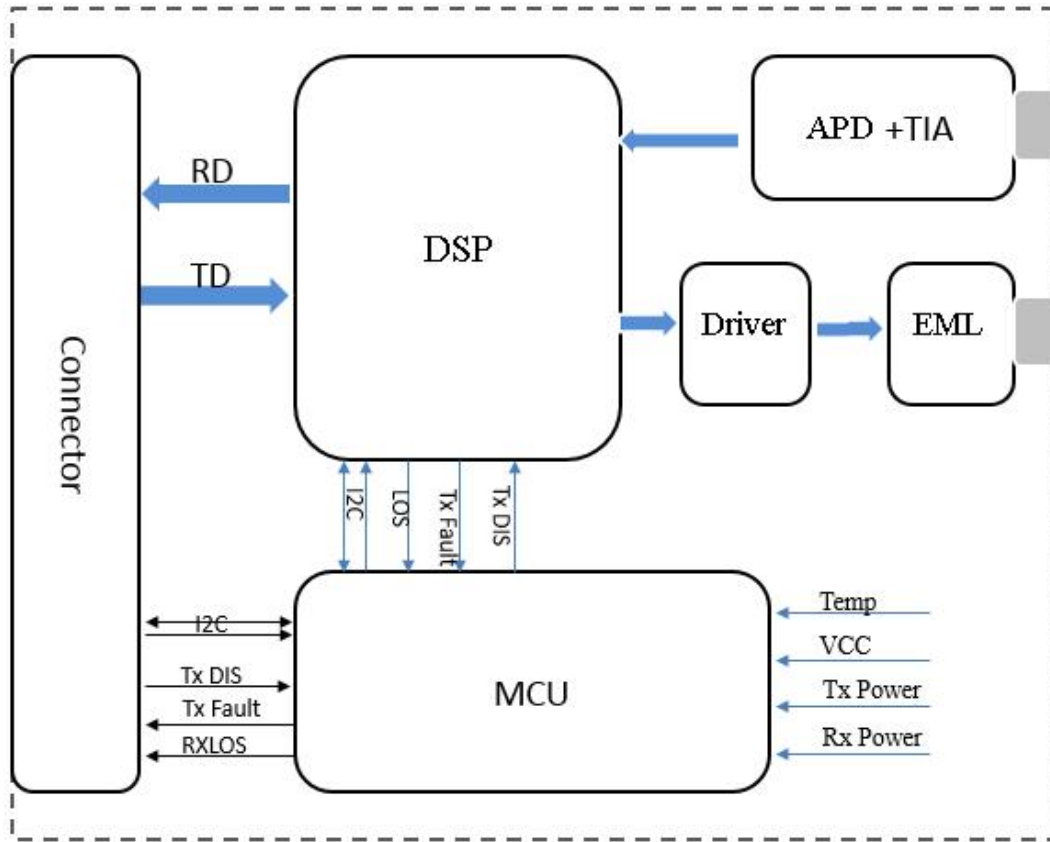 APD +TIA
RD
DSP
TD
Driver
EML
Connector
I2C
LOS
Tx Fault
Tx DIS
I2C
Tx DIS
Tx Fault
RXLOS
MCU
Temp
VCC
Tx Power
Rx Power